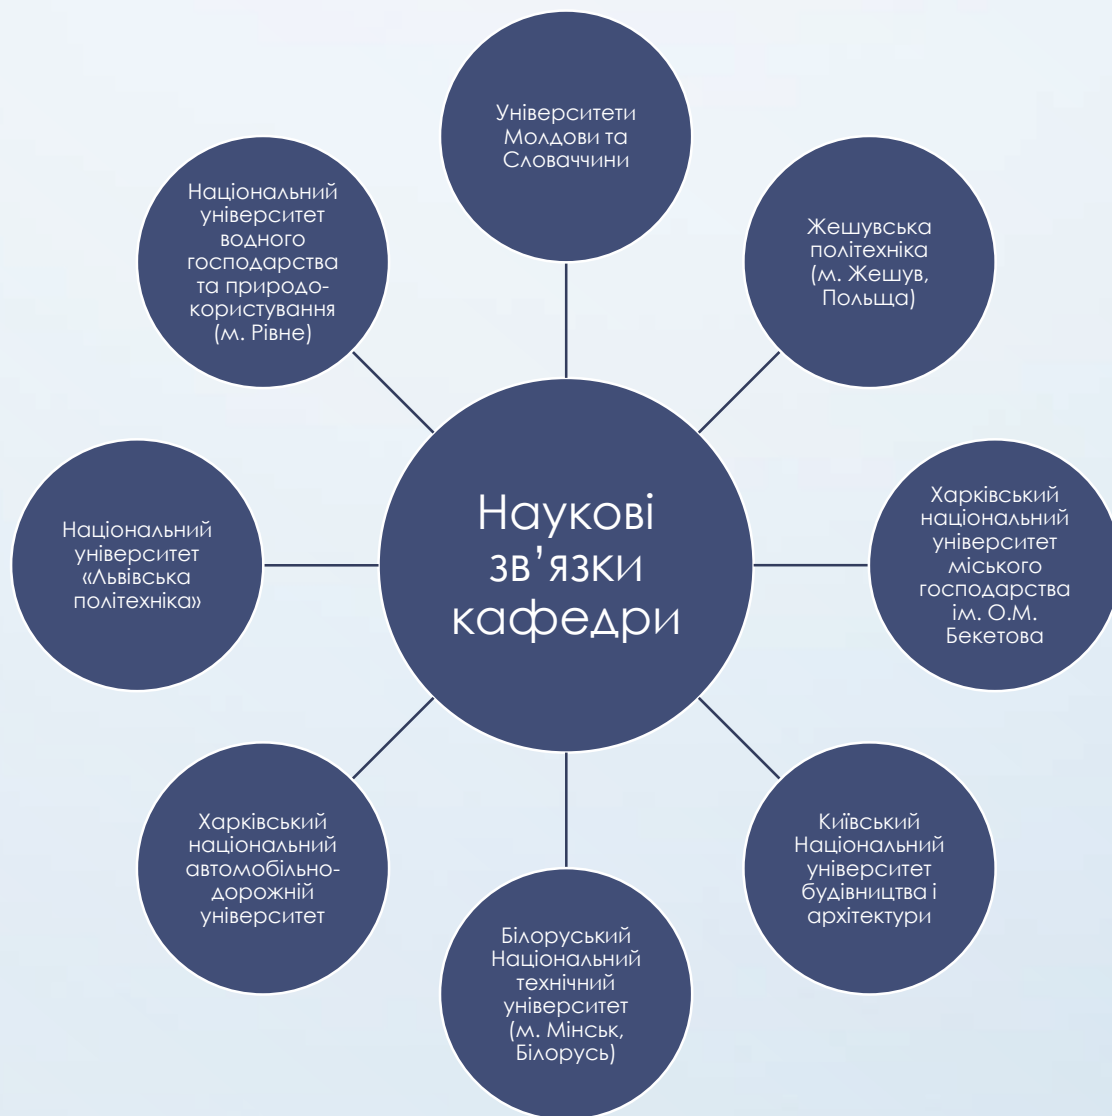 Університети
Молдови та
Словаччини
Жешувська
політехніка
(м. Жешув,
Польща)
Харківський
національний
університет
міського
господарства
ім. О.М.
Бекетова
Київський
Національний
університет
будівництва і
архітектури
Білоруський
Національний
технічний
університет
(м. Мінськ,
Білорусь)
Харківський
національний
автомобільно-
дорожній
університет
Національний
університет
«Львівська
політехніка»
Національний
університет
водного
господарства
та природо-
користування
(м. Рівне)
Наукові
зв’язки
кафедри